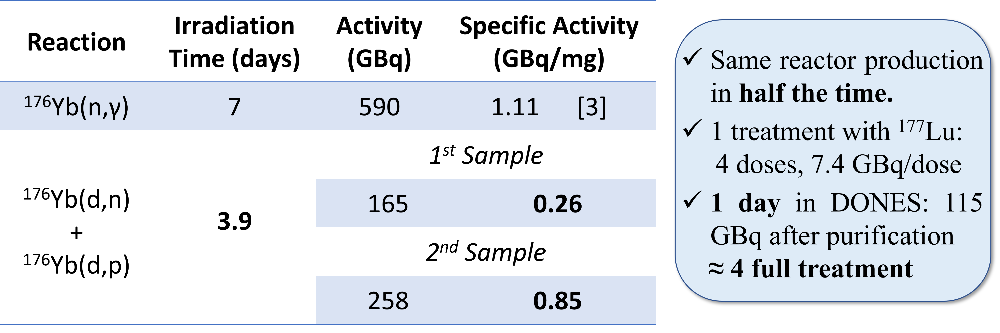 Reaction
Irradiation
Time (days)
Activity
(GBq)
Specific Activity
(GBq/mg)
¹⁷⁶Yb(n,γ) 7 590 1.11 [3]
1ˢᵗ Sample
¹⁷⁶Yb(d,n)
+
¹⁷⁶Yb(d,p)
3.9
165 0.26
2ⁿᵈ Sample
258 0.85
✓ Same reactor production
in half the time.
✓ 1 treatment with ¹⁷⁷Lu:
4 doses, 7.4 GBq/dose
✓ 1 day in DONES: 115
GBq after purification
≈ 4 full treatment